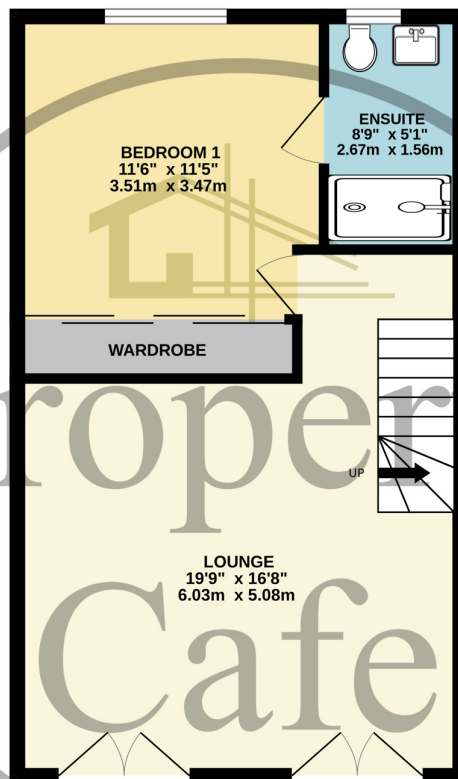 ENSUITE
8'9" x 5'1"
2.67m x 1.56m
BEDROOM 1
11'6" x 11'5"
3.51m x 3.47m
WARDROBE
roper
UP
LOUNGE
19'9" x 16'8"
6.03m x 5.08m
Cafe